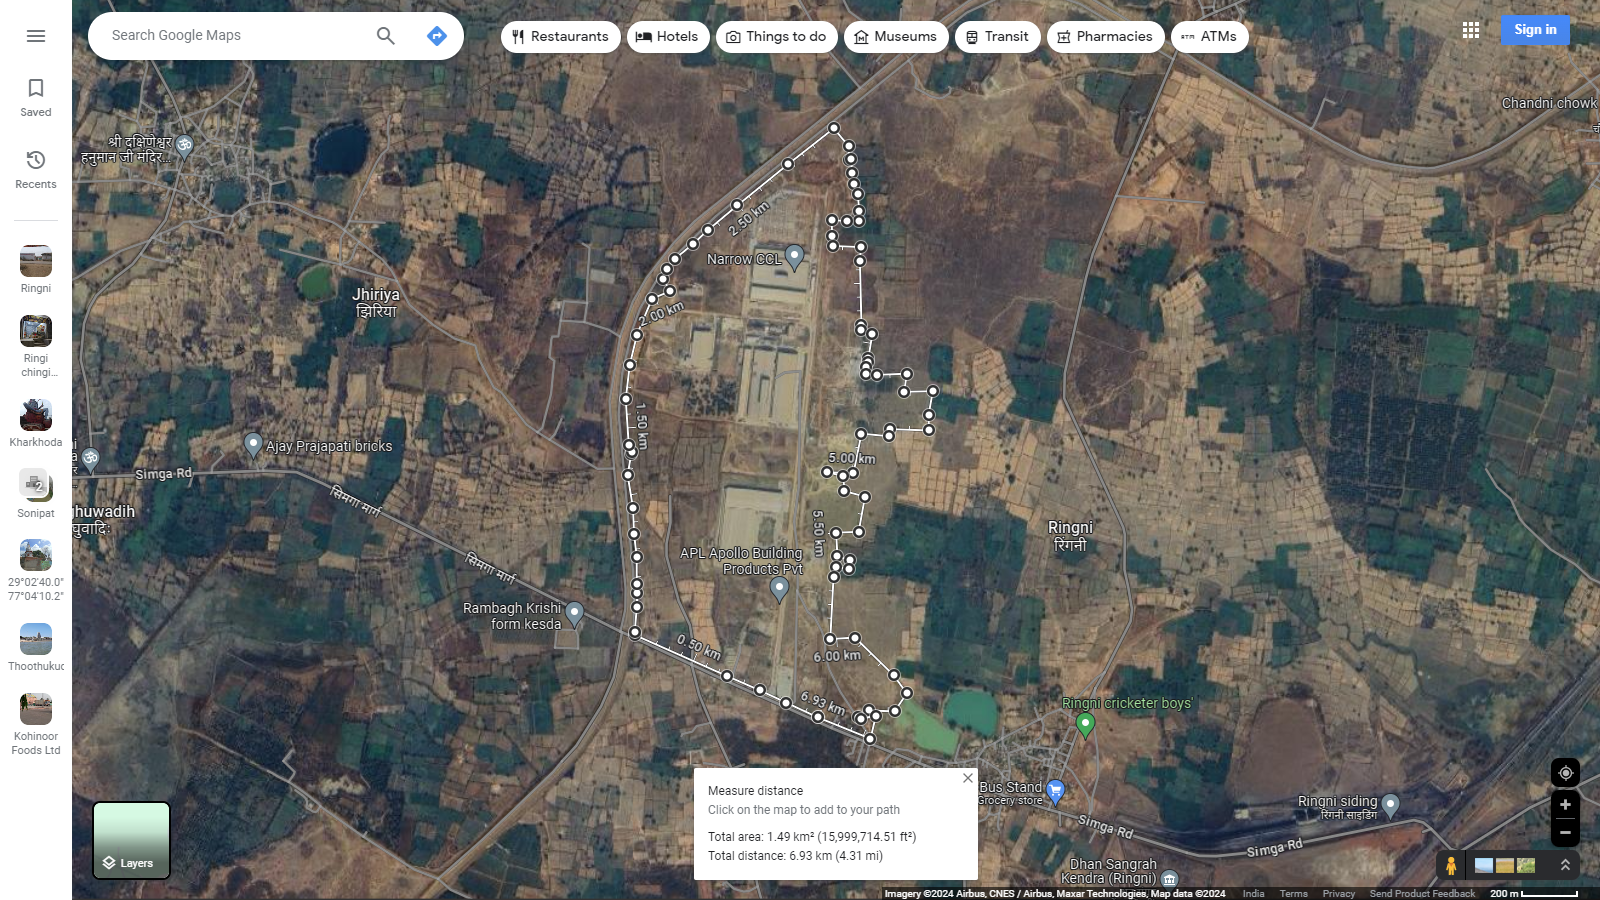 Search Google Maps
Restaurants
Hotels
Things to do
Museums
Transit
Pharmacies
ATMs
Sign in
Saved
Recents
Ringni
Ringi
chingi...
Kharkhoda
2
Sonipat
29°02'40.0"
77°04'10.2"
Thoothukud
Kohinoor
Foods Ltd
Chandni chowk
श्री दक्षिणेश्वर
हनुमान जी मंदिर...
Jhiriya
झिरिया
2.50 km
Narrow CCL
2.00 km
1.50 km
Ajay Prajapati bricks
Simga Rd
सिमगा मार्ग
huwadih
घुवादिः
5.00 km
5.50 km
Ringni
रिंगनी
APL Apollo Building
Products Pvt
सिमगा मार्ग
Rambagh Krishi
form kesda
0.50 km
6.00 km
6.93 km
Ringni cricketer boys'
Bus Stand
Grocery store
Simga Rd
Ringni siding
रिंगनी साइडिंग
Simga Rd
Dhan Sangrah
Kendra (Ringni)
Measure distance
Click on the map to add to your path
Total area: 1.49 km² (15,999,714.51 ft²)
Total distance: 6.93 km (4.31 mi)
Layers
Imagery ©2024 Airbus, CNES / Airbus, Maxar Technologies, Map data ©2024
India
Terms
Privacy
Send Product Feedback
200 m